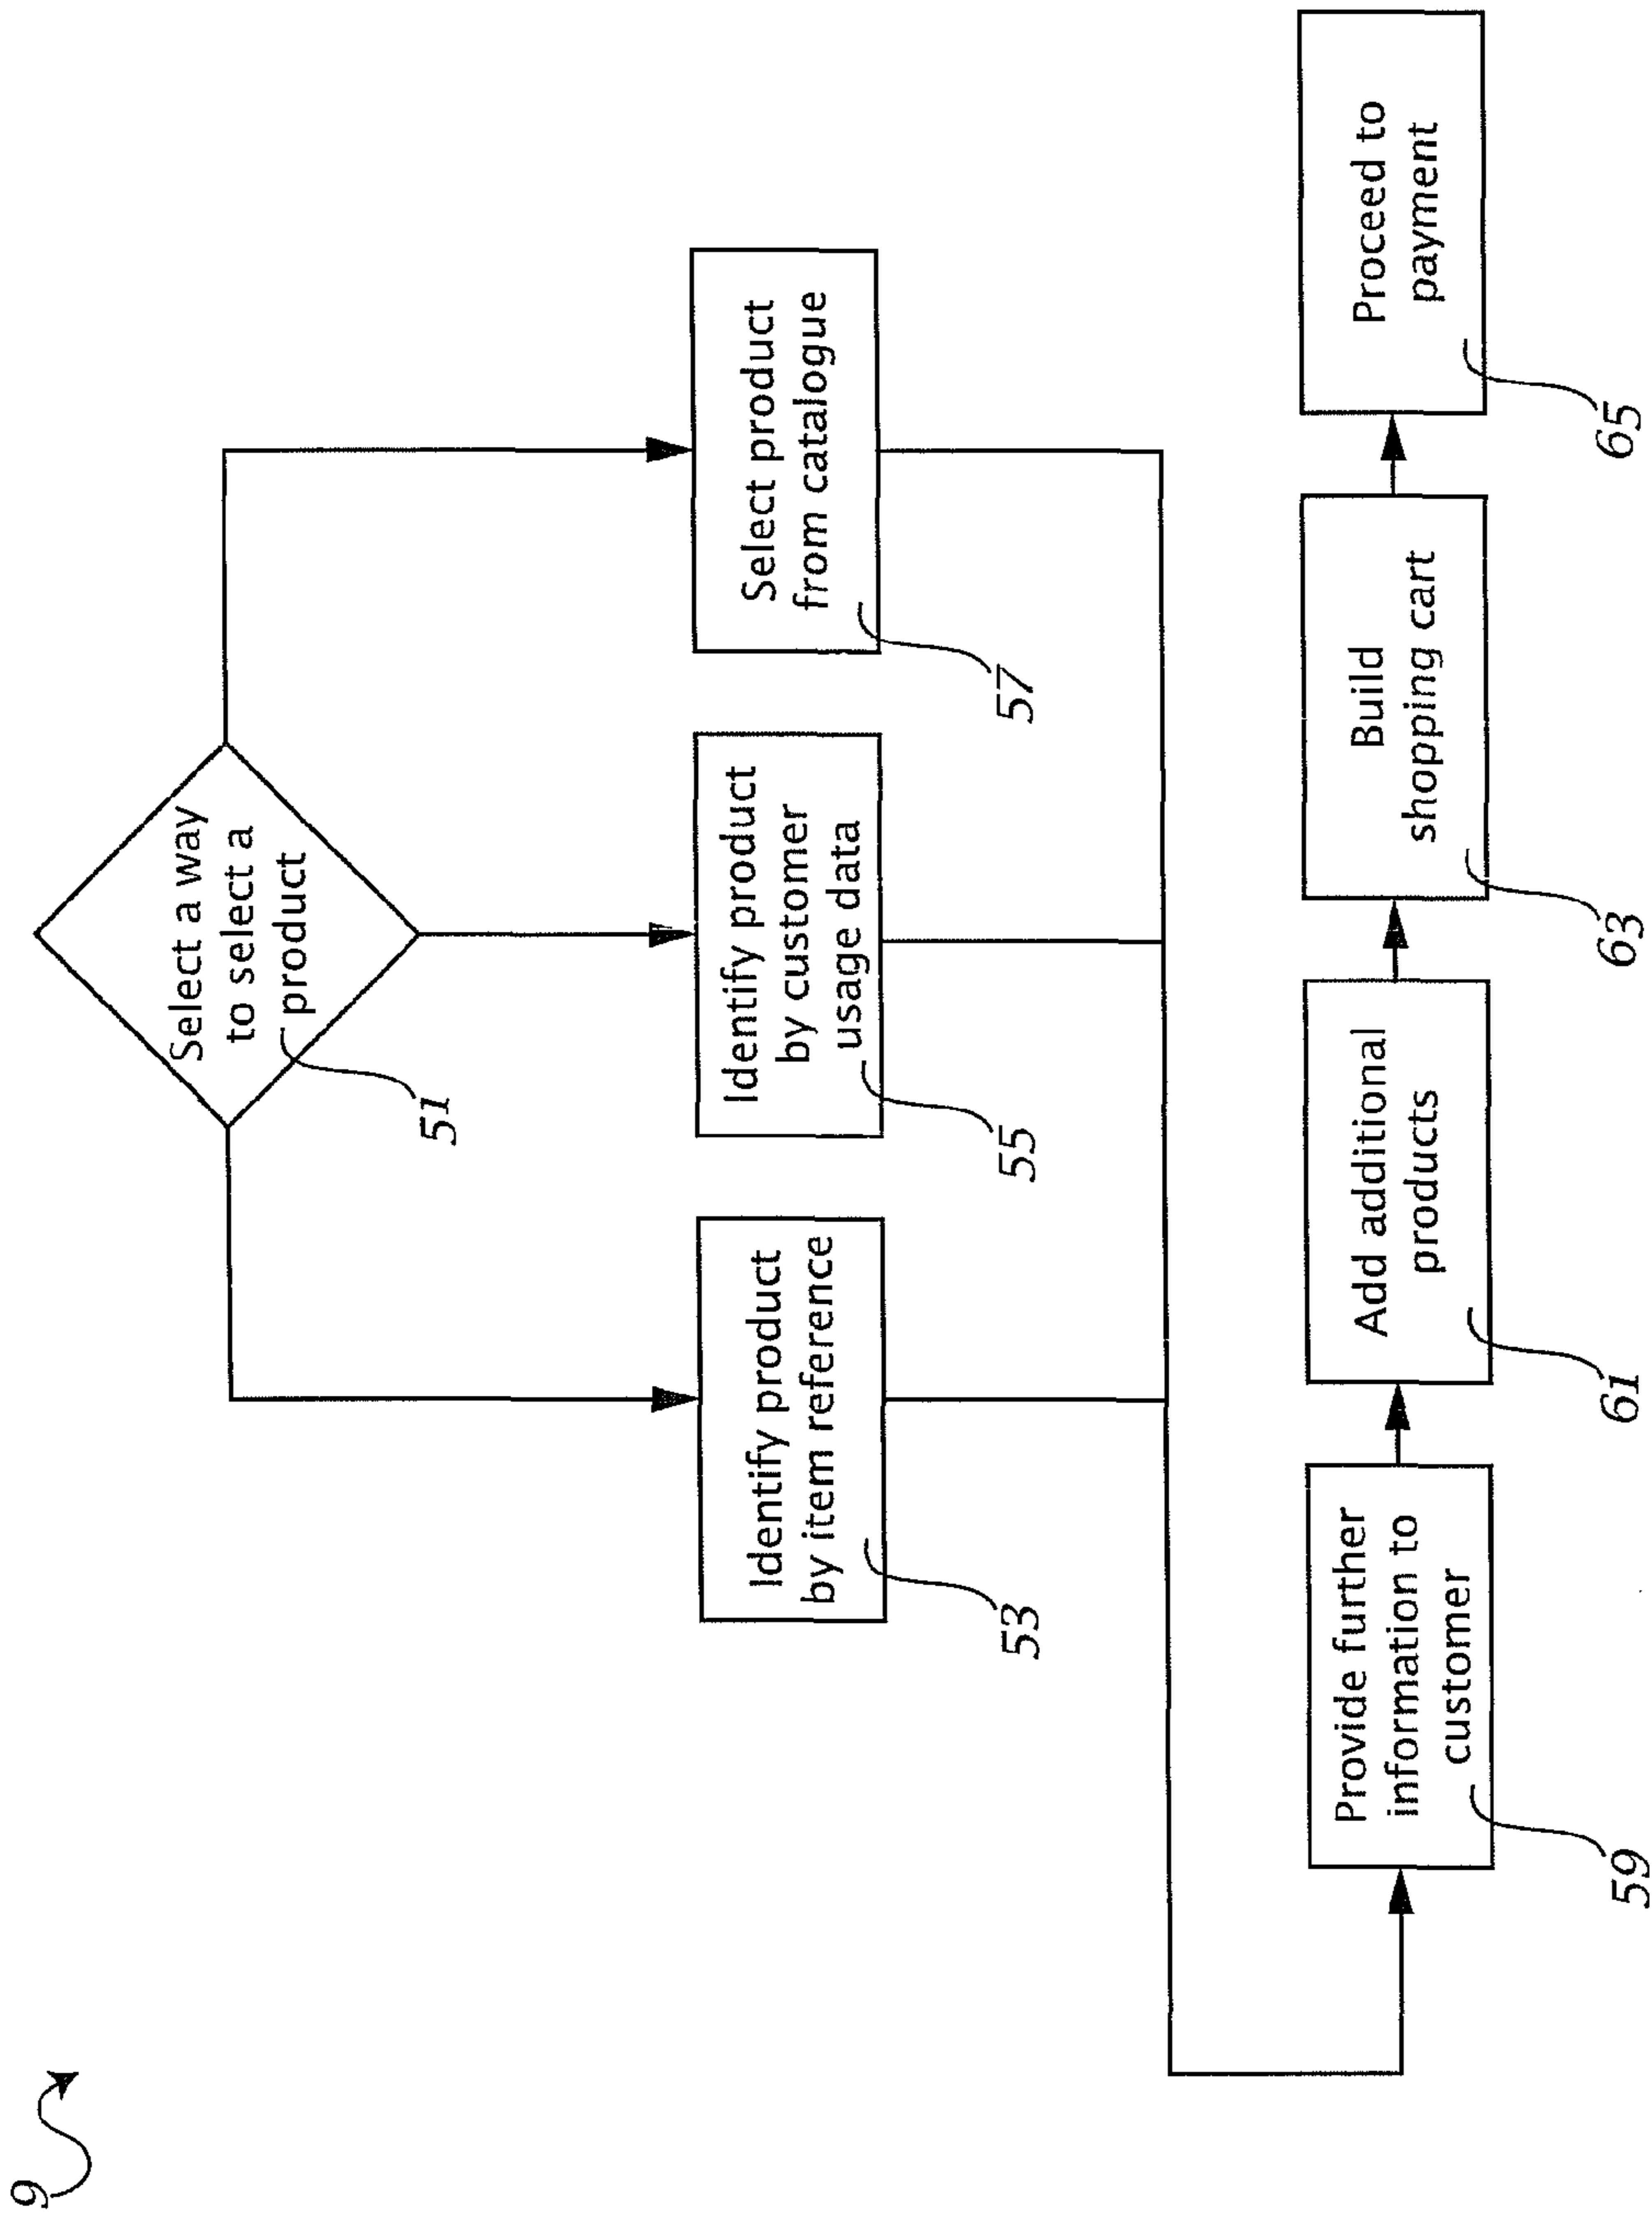 9
Select a way
to select a
product
51
Identify product
by item reference
53
Identify product
by customer
usage data
55
Select product
from catalogue
57
Provide further
information to
customer
59
Add additional
products
61
Build
shopping cart
63
Proceed to
payment
65